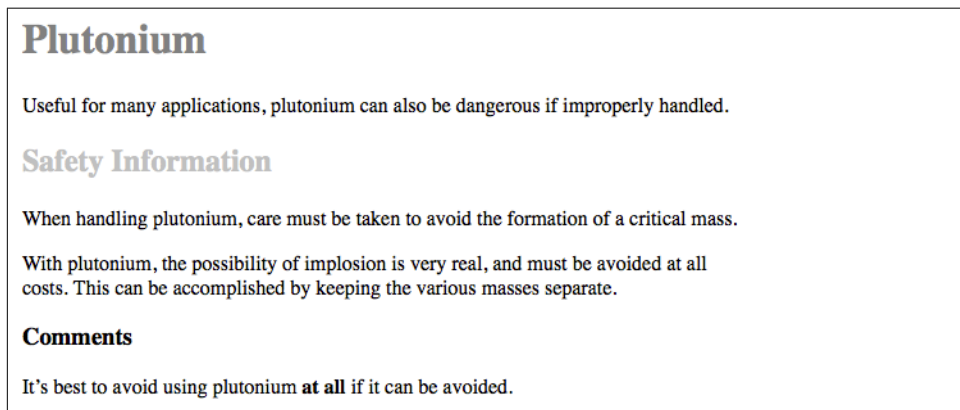 Plutonium
Useful for many applications, plutonium can also be dangerous if improperly handled.
Safety Information
When handling plutonium, care must be taken to avoid the formation of a critical mass.
With plutonium, the possibility of implosion is very real, and must be avoided at all
costs. This can be accomplished by keeping the various masses separate.
Comments
It’s best to avoid using plutonium at all if it can be avoided.